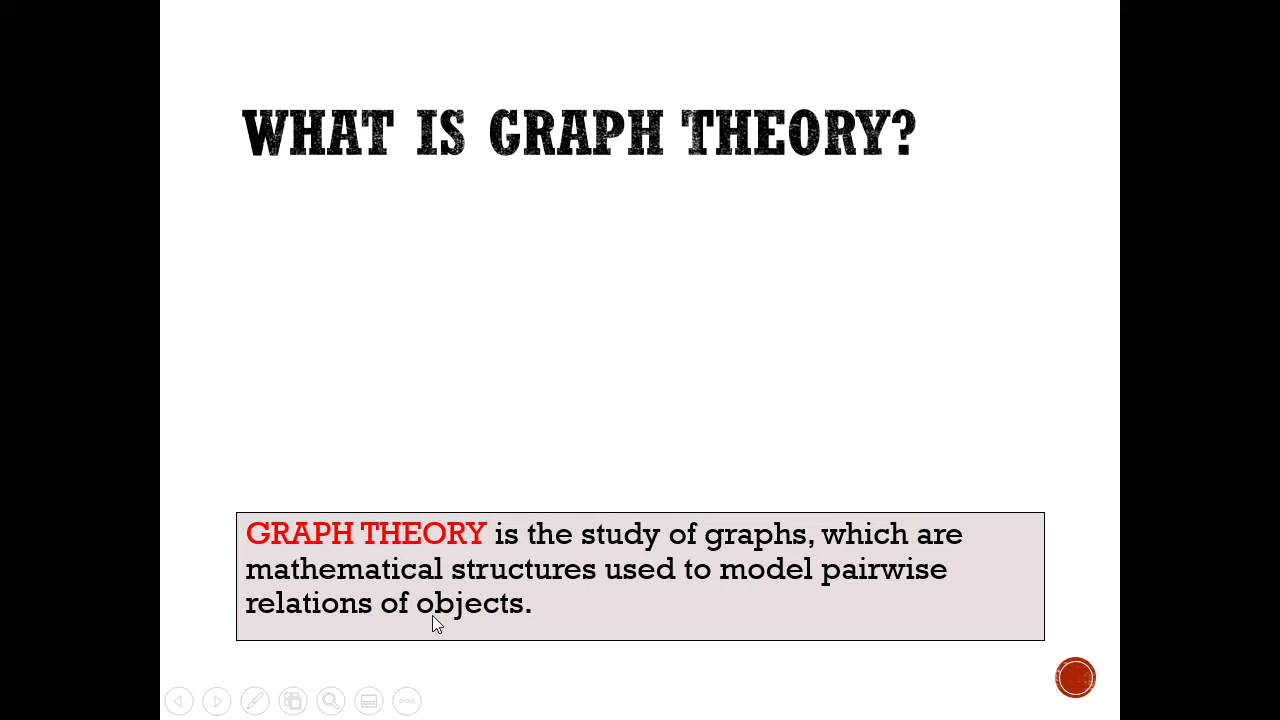 WHAT IS GRAPH THEORY?
GRAPH THEORY is the study of graphs, which are
mathematical structures used to model pairwise
relations of objects.